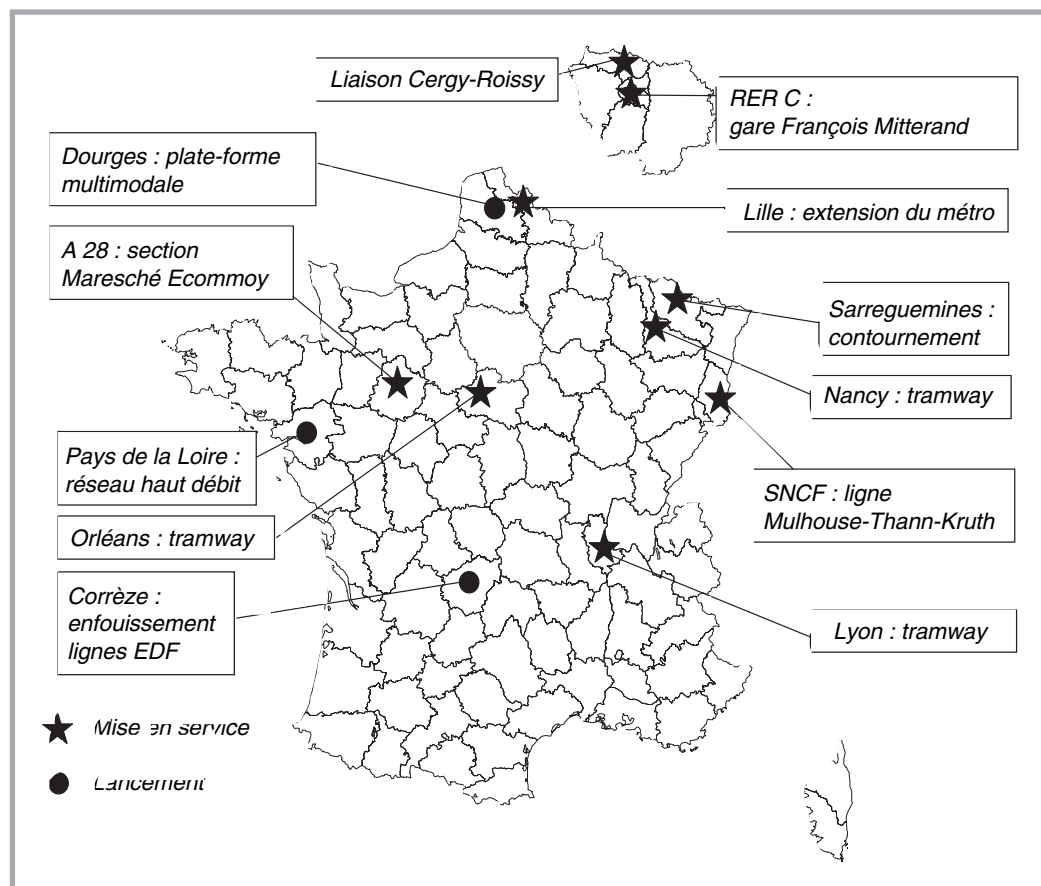 Liaison Cergy-Roissy
RER C :
gare François Mitterand
Dourges : plate-forme
multimodale
Lille : extension du métro
A 28 : section
Maresché Ecommoy
Sarreguemines :
contournement
Nancy : tramway
Pays de la Loire :
réseau haut débit
SNCF : ligne
Mulhouse-Thann-Kruth
Orléans : tramway
Corrèze :
enfouissement
lignes EDF
Lyon : tramway
Mise en service
Lancement